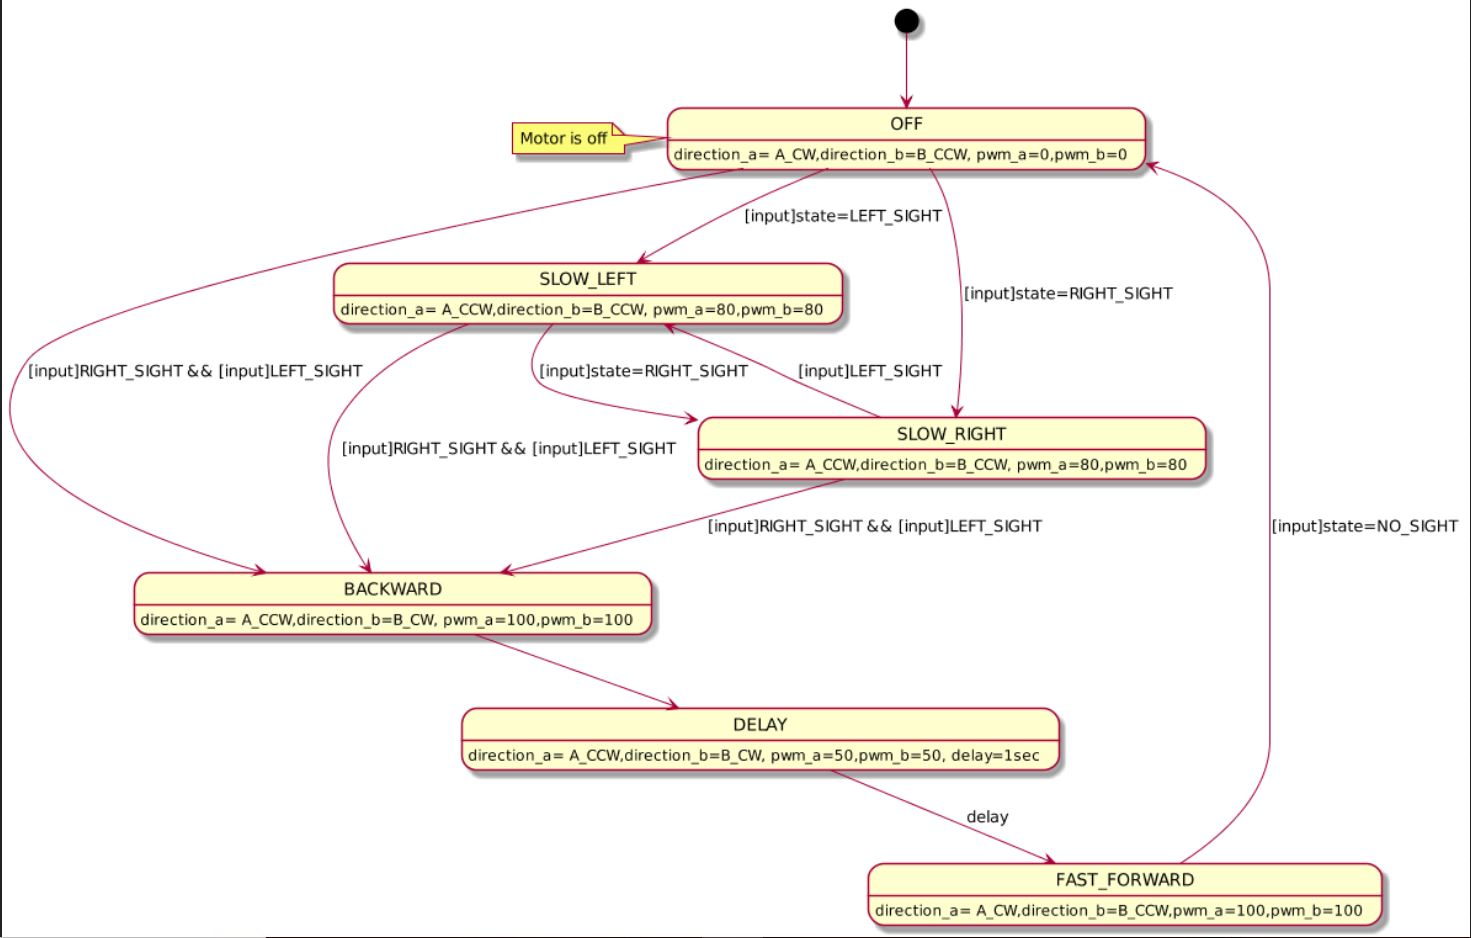 OFF
Motor is off
direction_a= A_CW,direction_b=B_CCW, pwm_a=0,pwm_b=0
[input]state=LEFT_SIGHT
SLOW_LEFT
[input]state=RIGHT_SIGHT
direction_a= A_CCW,direction_b=B_CCW, pwm_a=80,pwm_b=80
[input]RIGHT_SIGHT && [input]LEFT_SIGHT
[input]state=RIGHT_SIGHT
[input]LEFT_SIGHT
SLOW_RIGHT
[input]RIGHT_SIGHT && [input]LEFT_SIGHT
direction_a= A_CCW,direction_b=B_CCW, pwm_a=80,pwm_b=80
[input]RIGHT_SIGHT && [input]LEFT_SIGHT
[input]state=NO_SIGHT
BACKWARD
direction_a= A_CCW,direction_b=B_CW, pwm_a=100,pwm_b=100
DELAY
direction_a= A_CCW,direction_b=B_CW, pwm_a=50,pwm_b=50, delay=1sec
delay
FAST_FORWARD
direction_a= A_CW,direction_b=B_CCW,pwm_a=100,pwm_b=100